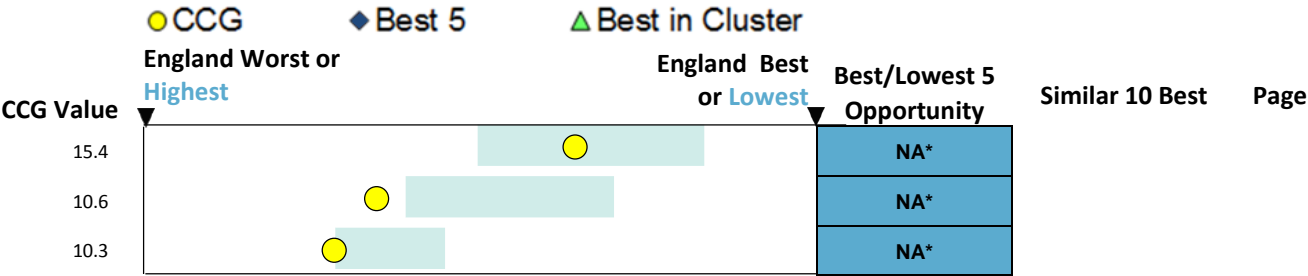 CCG Best 5 Best in Cluster
England Worst or
Highest
England Best
or Lowest
Best/Lowest 5
Opportunity
CCG Value
Similar 10 Best
Page
15.4 NA*
10.6 NA*
10.3 NA*